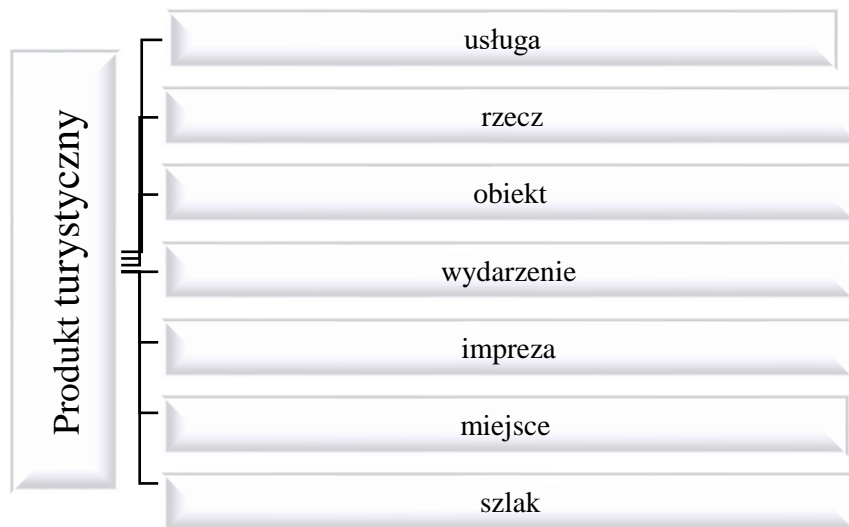 Produkt turystyczny
usługa
rzecz
obiekt
wydarzenie
impreza
miejsce
szlak